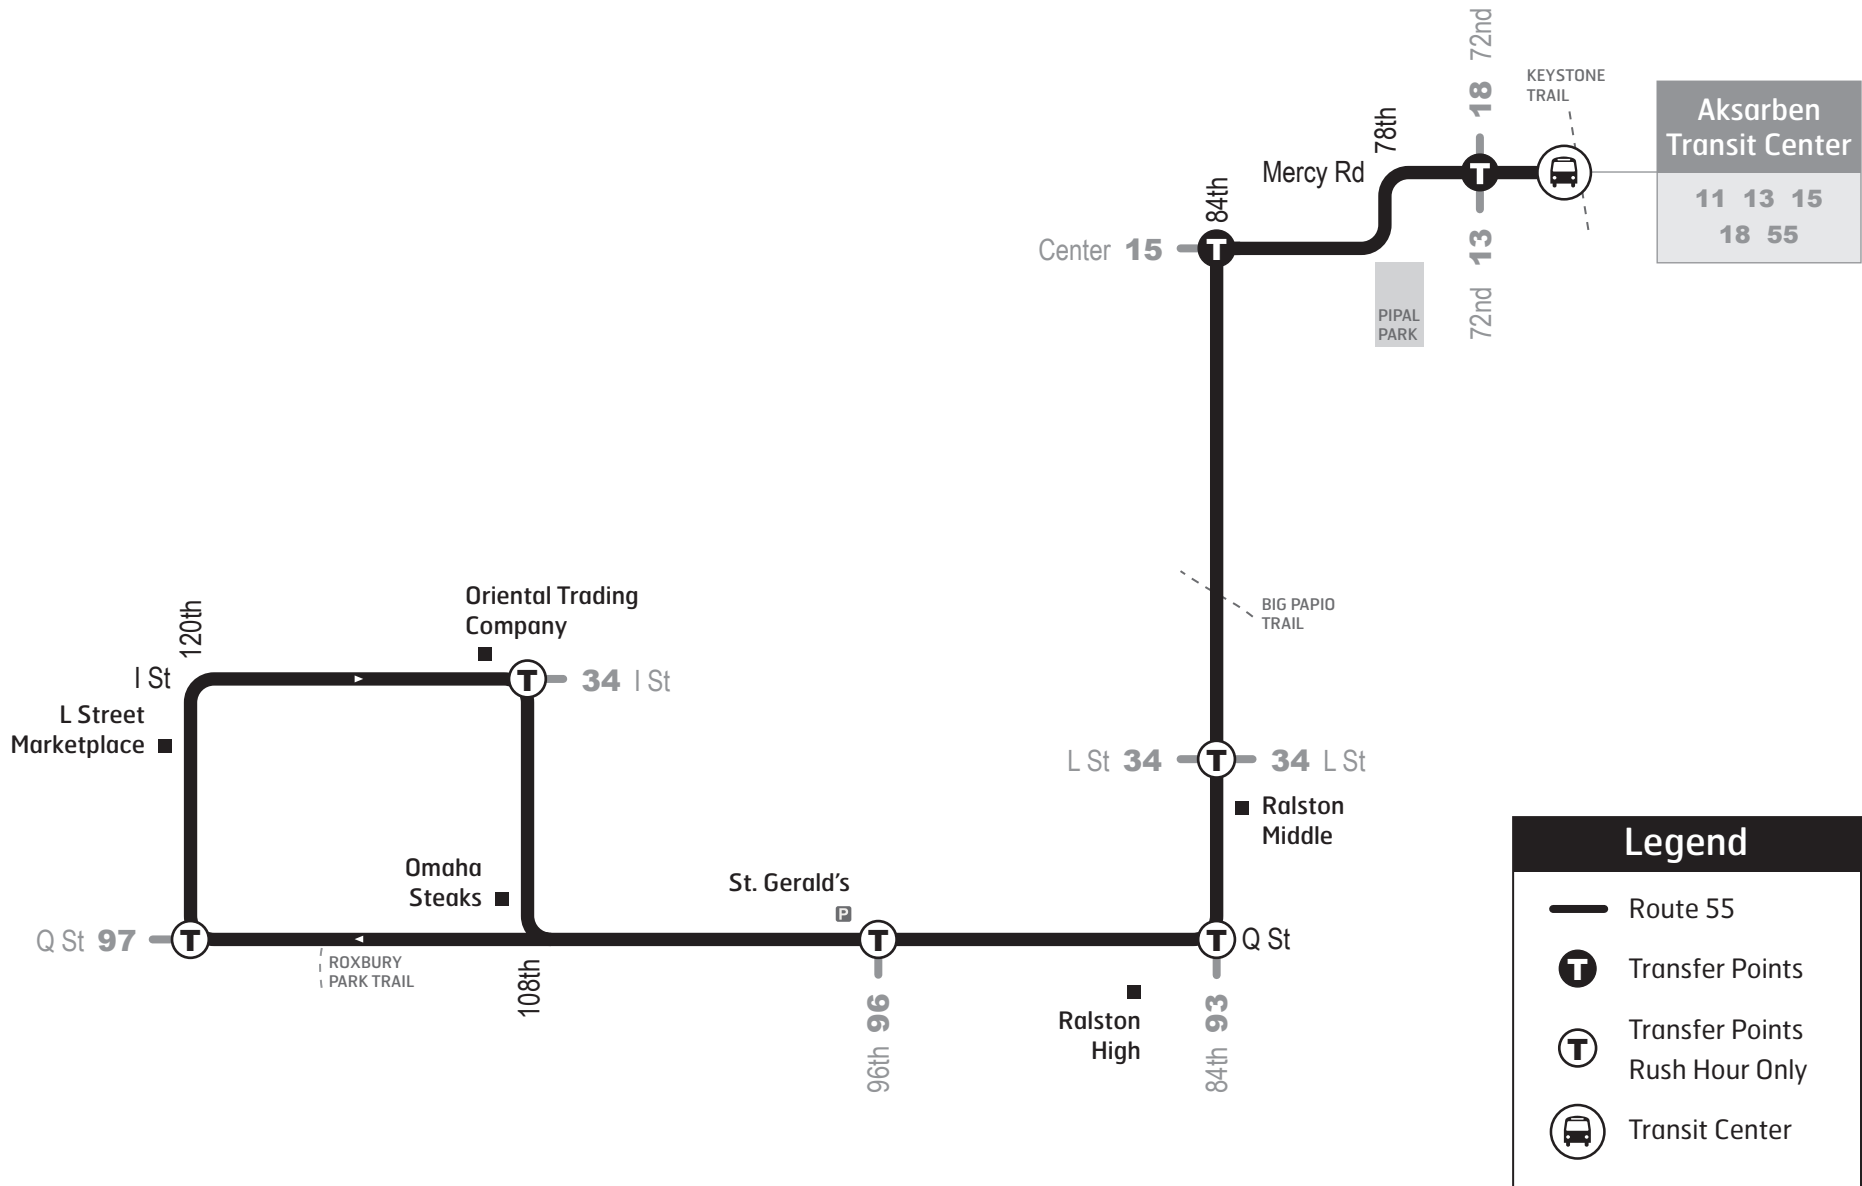 72nd
18
KEYSTONE
TRAIL
Aksarben
Transit Center
11 13 15
18 55
78th
Mercy Rd
T
84th
Center 15
T
13
72nd
PIPAL
PARK
BIG PAPIO
TRAIL
Oriental Trading
Company
120th
I St
T
34 I St
L Street
Marketplace
L St 34
T
34 L St
Ralston
Middle
Omaha
Steaks
St. Gerald's
P
Q St 97
T
T
T
Q St
ROXBURY
PARK TRAIL
108th
96
96th
Ralston
High
93
84th
Legend
Route 55
T
Transfer Points
T
Transfer Points
Rush Hour Only
Transit Center